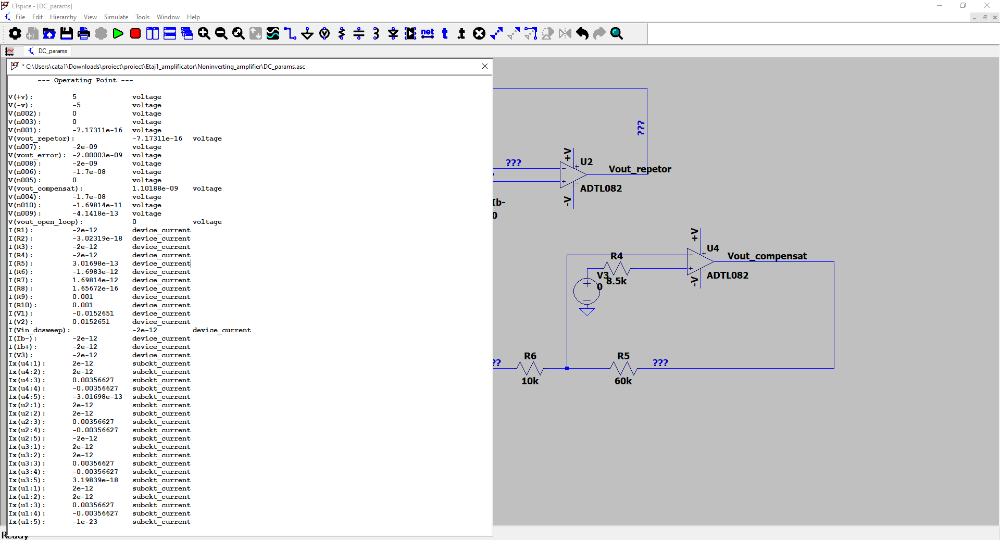 LTspice - [DC_params]
File Edit Hierarchy View Simulate Tools Window Help
net t .t
DC_params
* C:\Users\cata1\Downloads\proiect\proiect\Etaj1_amplificator\Noninverting_amplifier\DC_params.asc
--- Operating Point ---
V(+v): 5 voltage
V(-v): -5 voltage
V(n002): 0 voltage
V(n003): 0 voltage
V(n001): -7.17311e-16 voltage
V(vout_repetor): -7.17311e-16 voltage
V(n007): -2e-09 voltage
V(vout_error): -2.00003e-09 voltage
V(n008): -2e-09 voltage
V(n006): -1.7e-08 voltage
V(n005): 0 voltage
V(vout_compensat): 1.10188e-09 voltage
V(n004): -1.7e-08 voltage
V(n010): -1.69814e-11 voltage
V(n009): -4.1418e-13 voltage
V(vout_open_loop): 0 voltage
I(R1): -2e-12 device_current
I(R2): -3.02319e-18 device_current
I(R3): -2e-12 device_current
I(R4): -2e-12 device_current
I(R5): 3.01698e-13 device_current
I(R6): -1.6983e-12 device_current
I(R7): 1.69814e-12 device_current
I(R8): 1.65672e-16 device_current
I(R9): 0.001 device_current
I(R10): 0.001 device_current
I(V1): -0.0152651 device_current
I(V2): 0.0152651 device_current
I(Vin_dcsweep): -2e-12 device_current
I(Ib-): -2e-12 device_current
I(Ib+): -2e-12 device_current
I(V3): -2e-12 device_current
Ix(u4:1): 2e-12 subckt_current
Ix(u4:2): 2e-12 subckt_current
Ix(u4:3): 0.00356627 subckt_current
Ix(u4:4): -0.00356627 subckt_current
Ix(u4:5): -3.01698e-13 subckt_current
Ix(u2:1): 2e-12 subckt_current
Ix(u2:2): 2e-12 subckt_current
Ix(u2:3): 0.00356627 subckt_current
Ix(u2:4): -0.00356627 subckt_current
Ix(u2:5): -2e-12 subckt_current
Ix(u3:1): 2e-12 subckt_current
Ix(u3:2): 2e-12 subckt_current
Ix(u3:3): 0.00356627 subckt_current
Ix(u3:4): -0.00356627 subckt_current
Ix(u3:5): 3.19839e-18 subckt_current
Ix(u1:1): 2e-12 subckt_current
Ix(u1:2): 2e-12 subckt_current
Ix(u1:3): 0.00356627 subckt_current
Ix(u1:4): -0.00356627 subckt_current
Ix(u1:5): -1e-23 subckt_current
???
???
+V
U2
Vout_repetor
ADTL082
-V
Ib-
0
+V
U4
Vout_compensat
ADTL082
-V
R4
8.5k
V3
0
??
R6
10k
R5
60k
???
Ready